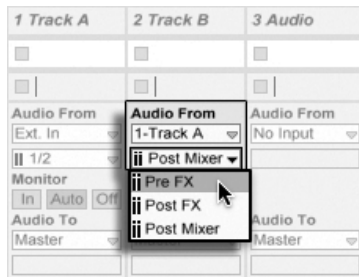 1 Track A 2 Track B 3 Audio
Audio From Audio From Audio From
Ext. In 1-Track A No Input
1/2 Post Mixer
Monitor Pre FX
In Auto Off Post FX
Audio To Audio To
Post Mixer
Master Master